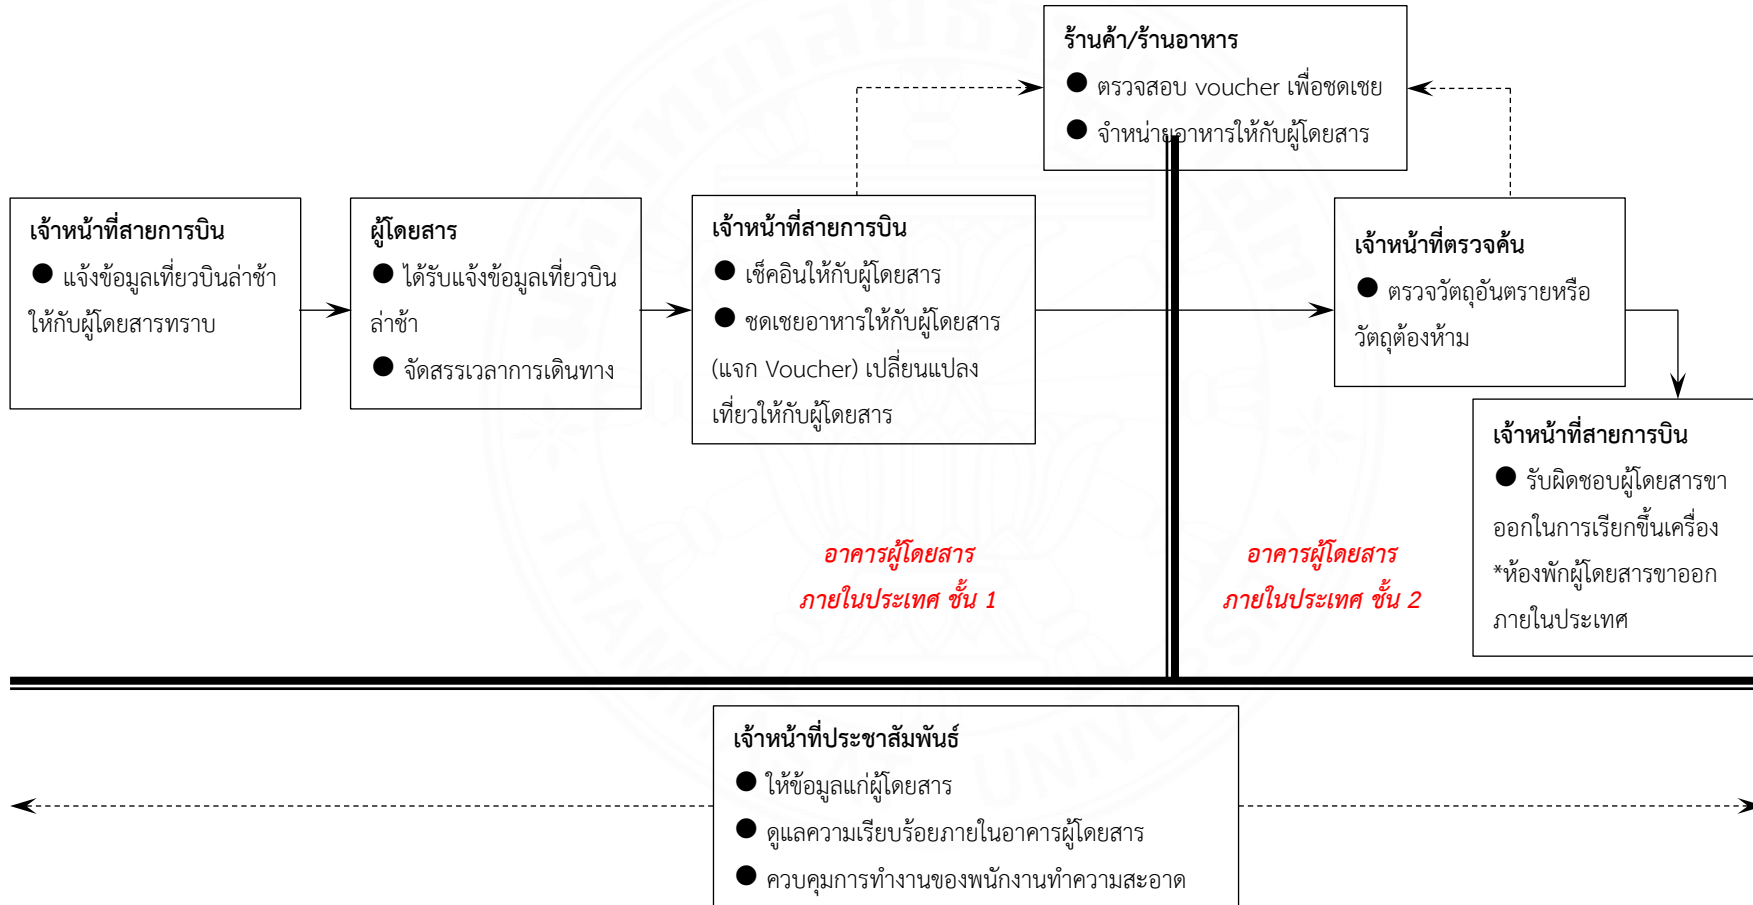 ร้านค้า/ร้านอาหาร
● ตรวจสอบ voucher เพื่อชดเชย
● จำหน่ายอาหารให้กับผู้โดยสาร
เจ้าหน้าที่สายการบิน
● แจ้งข้อมูลเที่ยวบินล่าช้า
ให้กับผู้โดยสารทราบ
ผู้โดยสาร
● ได้รับแจ้งข้อมูลเที่ยวบิน
ล่าช้า
● จัดสรรเวลาการเดินทาง
เจ้าหน้าที่สายการบิน
● เช็คอินให้กับผู้โดยสาร
● ชดเชยอาหารให้กับผู้โดยสาร
(แจก Voucher) เปลี่ยนแปลง
เที่ยวให้กับผู้โดยสาร
เจ้าหน้าที่ตรวจค้น
● ตรวจวัตถุอันตรายหรือ
วัตถุต้องห้าม
เจ้าหน้าที่สายการบิน
● รับผิดชอบผู้โดยสารขา
ออกในการเรียกขึ้นเครื่อง
*ห้องพักผู้โดยสารขาออก
ภายในประเทศ
อาคารผู้โดยสาร
ภายในประเทศ ชั้น 1
อาคารผู้โดยสาร
ภายในประเทศ ชั้น 2
เจ้าหน้าที่ประชาสัมพันธ์
● ให้ข้อมูลแก่ผู้โดยสาร
● ดูแลความเรียบร้อยภายในอาคารผู้โดยสาร
● ควบคุมการทำงานของพนักงานทำความสะอาด